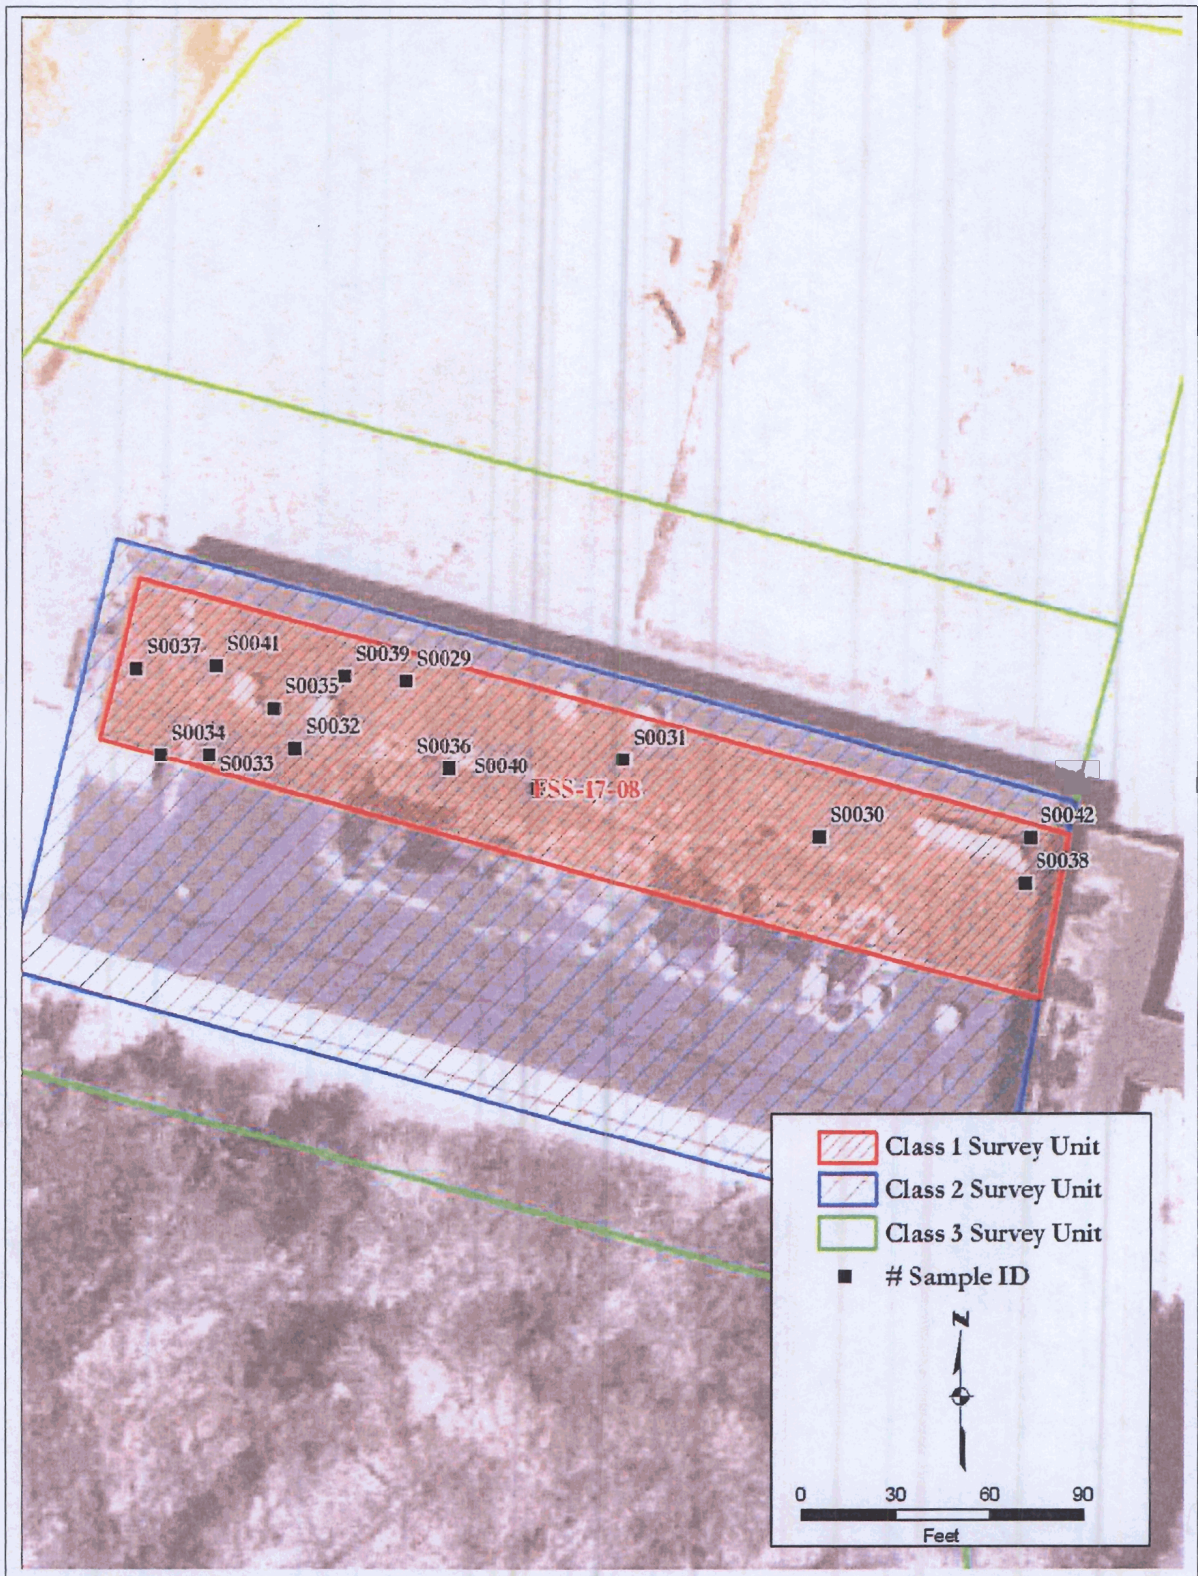 S0037
S0041
S0039
S0029
S0035
S0034
S0033
S0032
S0036
S0040
S0031
FSS-17-08
S0030
S0042
S0038
Class 1 Survey Unit
Class 2 Survey Unit
Class 3 Survey Unit
# Sample ID
N
0 30 60 90
Feet